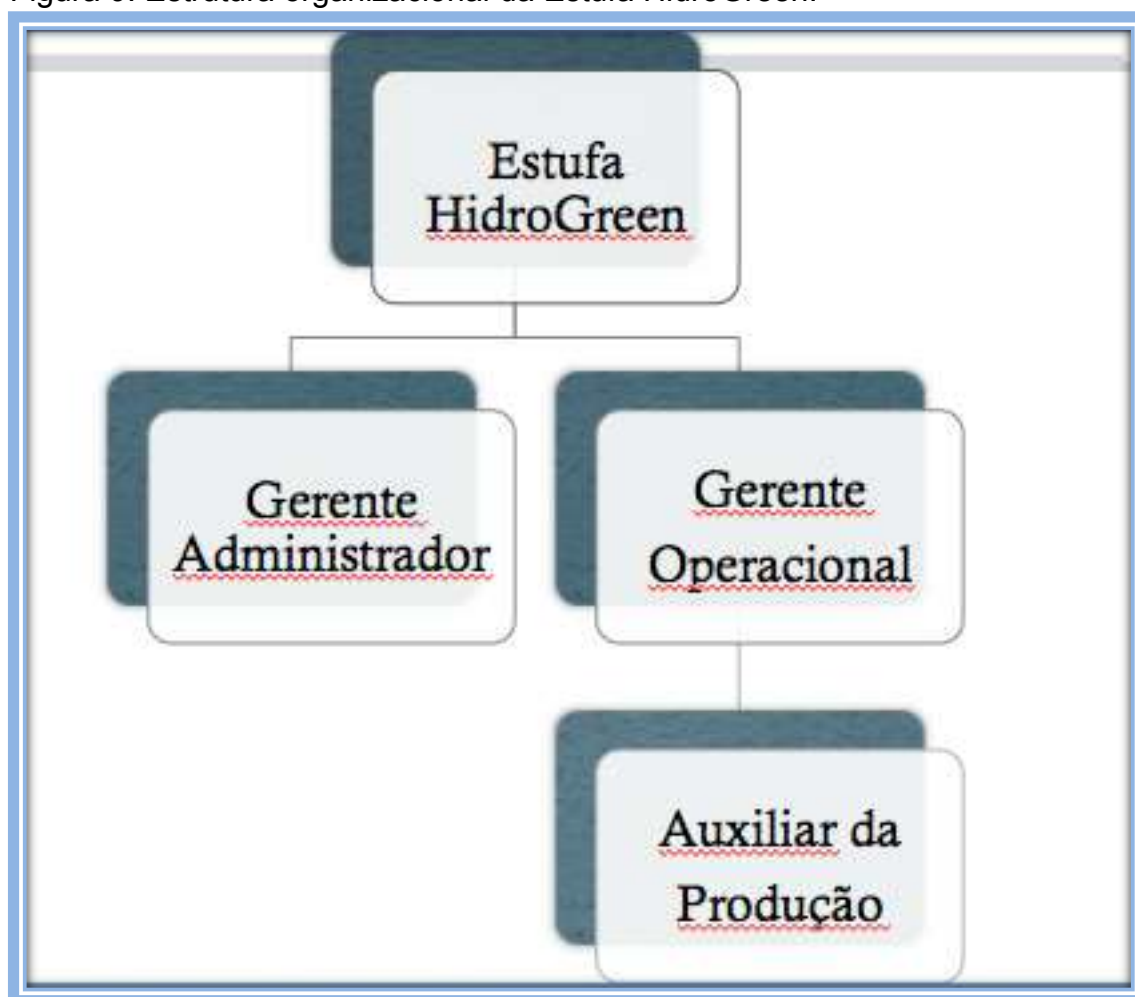 Estrutura organizacional da Estufa HidroGreen.
Estufa
HidroGreen
Gerente
Administrador
Gerente
Operacional
Auxiliar da
Produção